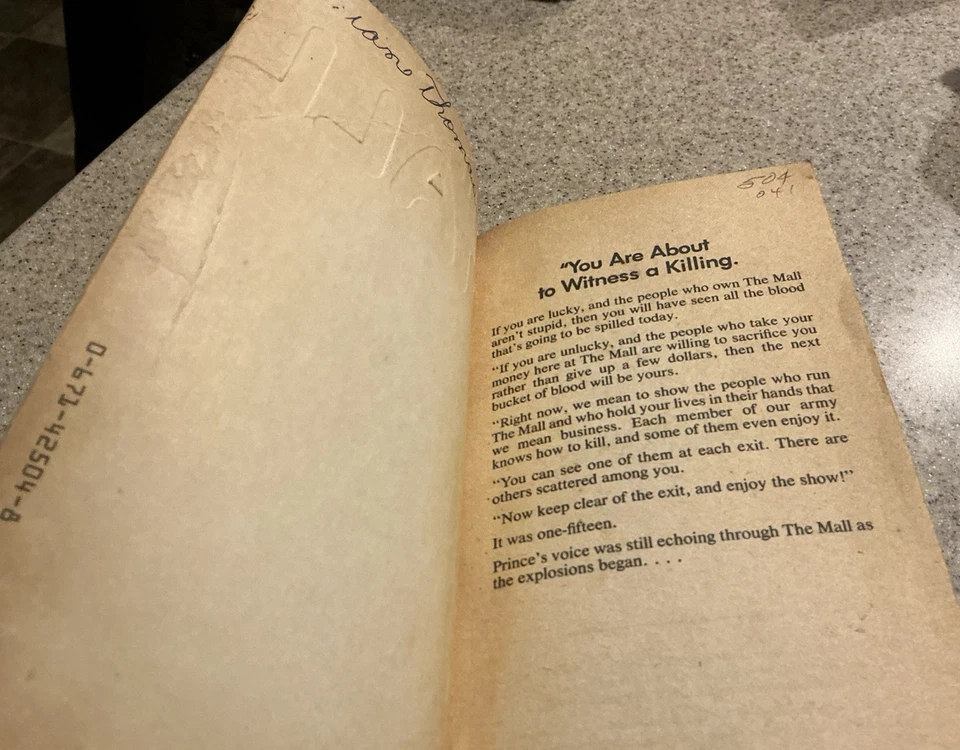 Thom
0-671-42504-8
504
041
"You Are About
to Witness a Killing.
If you are lucky, and the people who own The Mall
aren't stupid, then you will have seen all the blood
that's going to be spilled today.
"If you are unlucky, and the people who take your
money here at The Mall are willing to sacrifice you
rather than give up a few dollars, then the next
bucket of blood will be yours.
"Right now, we mean to show the people who run
The Mall and who hold your lives in their hands that
we mean business. Each member of our army
knows how to kill, and some of them even enjoy it.
"You can see one of them at each exit. There are
others scattered among you.
"Now keep clear of the exit, and enjoy the show!"
It was one-fifteen.
Prince's voice was still echoing through The Mall as
the explosions began. . . .